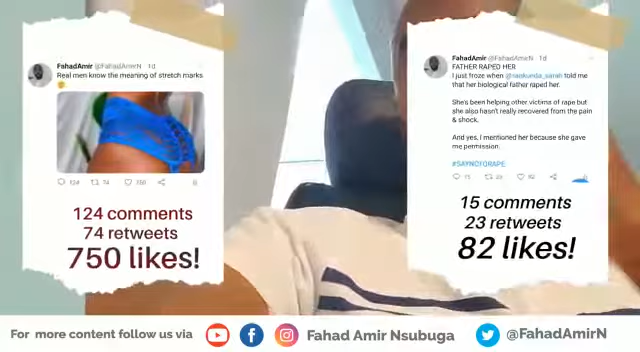 FahadAmir @FahadAmirN · 1d
Real men know the meaning of stretch marks
124 74 750
124 comments
74 retweets
750 likes!
FahadAmir @FahadAmirN · 1d
FATHER RAPED HER
I just froze when @naakunda_sarah told me
that her biological father raped her.
She's been helping other victims of rape but
she also hasn't really recovered from the pain
& shock.
And yes, I mentioned her because she gave
me permission.
#SAYNOTORAPE
15 23 82
15 comments
23 retweets
82 likes!
For more content follow us via Fahad Amir Nsubuga @FahadAmirN